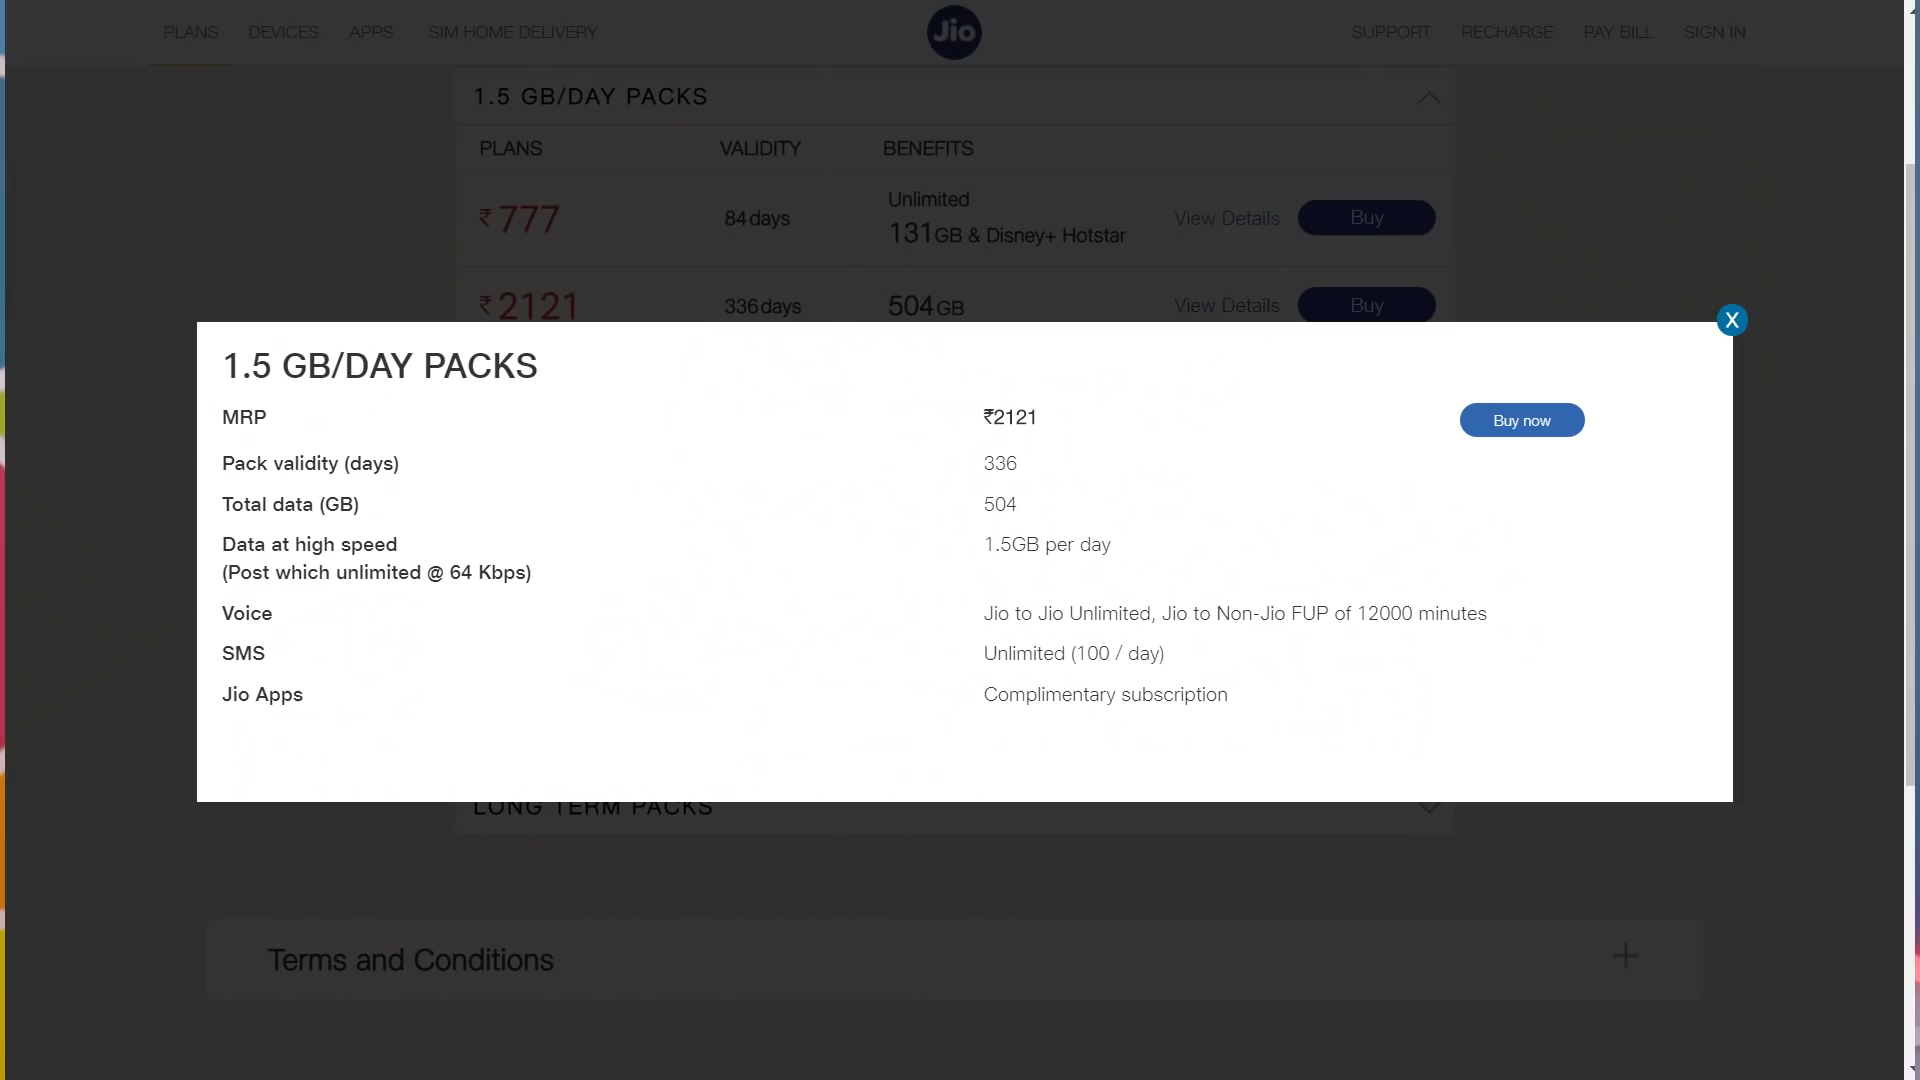 PLANS DEVICES APPS SIM HOME DELIVERY Jio SUPPORT RECHARGE PAY BILL SIGN IN
1.5 GB/DAY PACKS
PLANS VALIDITY BENEFITS
₹ 777 84 days Unlimited
131 GB & Disney+ Hotstar View Details Buy
₹ 2121 336 days 504 GB View Details Buy
X
1.5 GB/DAY PACKS
MRP ₹2121 Buy now
Pack validity (days) 336
Total data (GB) 504
Data at high speed 1.5GB per day
(Post which unlimited @ 64 Kbps)
Voice Jio to Jio Unlimited, Jio to Non-Jio FUP of 12000 minutes
SMS Unlimited (100 / day)
Jio Apps Complimentary subscription
LONG TERM PACKS
Terms and Conditions +